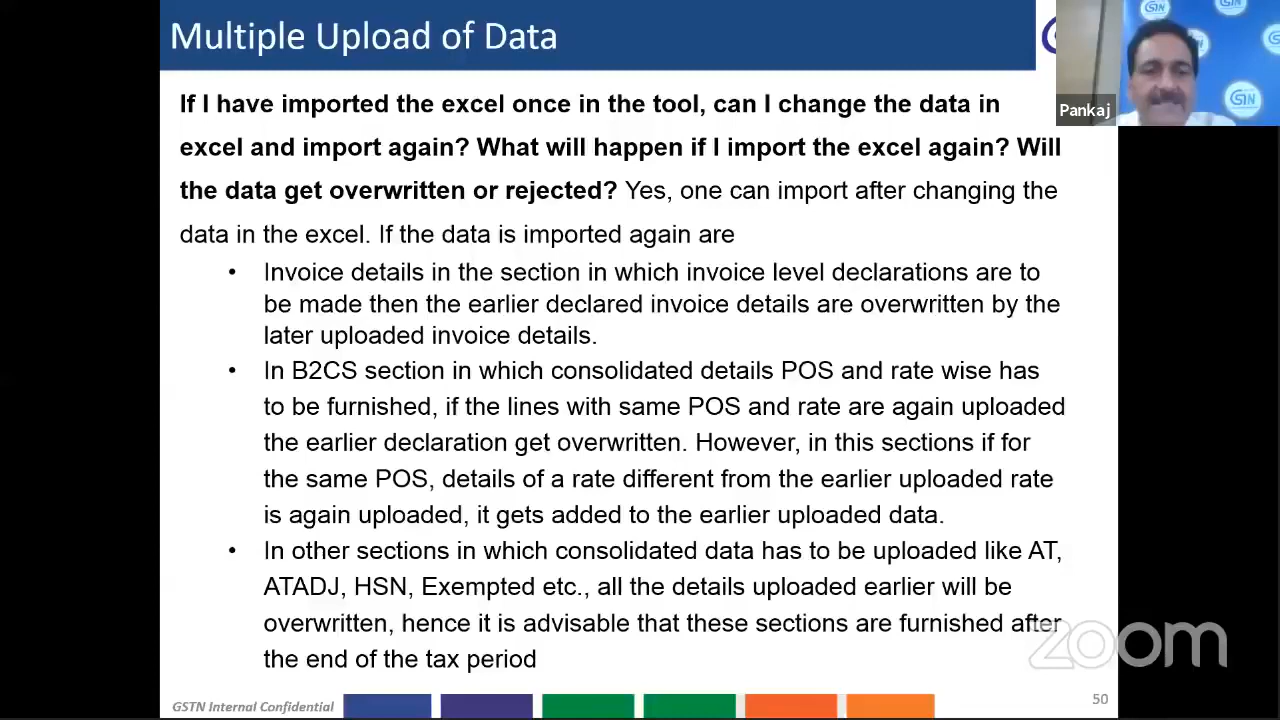 Multiple Upload of Data
GSTN
Pankaj
If I have imported the excel once in the tool, can I change the data in
excel and import again? What will happen if I import the excel again? Will
the data get overwritten or rejected? Yes, one can import after changing the
data in the excel. If the data is imported again are
• Invoice details in the section in which invoice level declarations are to
be made then the earlier declared invoice details are overwritten by the
later uploaded invoice details.
• In B2CS section in which consolidated details POS and rate wise has
to be furnished, if the lines with same POS and rate are again uploaded
the earlier declaration get overwritten. However, in this sections if for
the same POS, details of a rate different from the earlier uploaded rate
is again uploaded, it gets added to the earlier uploaded data.
• In other sections in which consolidated data has to be uploaded like AT,
ATADJ, HSN, Exempted etc., all the details uploaded earlier will be
overwritten, hence it is advisable that these sections are furnished after
the end of the tax period
zoom
GSTN Internal Confidential
50